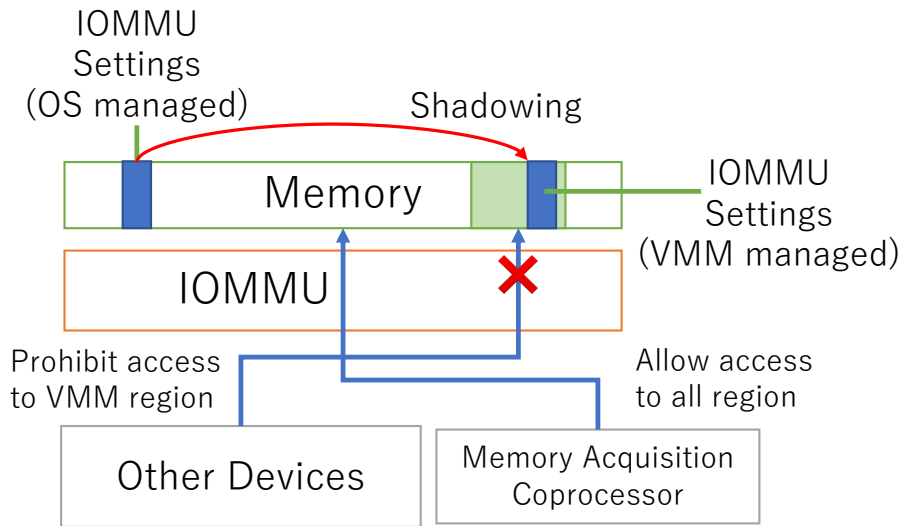 IOMMU
Settings
(OS managed)
Shadowing
Memory
IOMMU
Settings
(VMM managed)
IOMMU
Prohibit access
to VMM region
Allow access
to all region
Other Devices
Memory Acquisition
Coprocessor